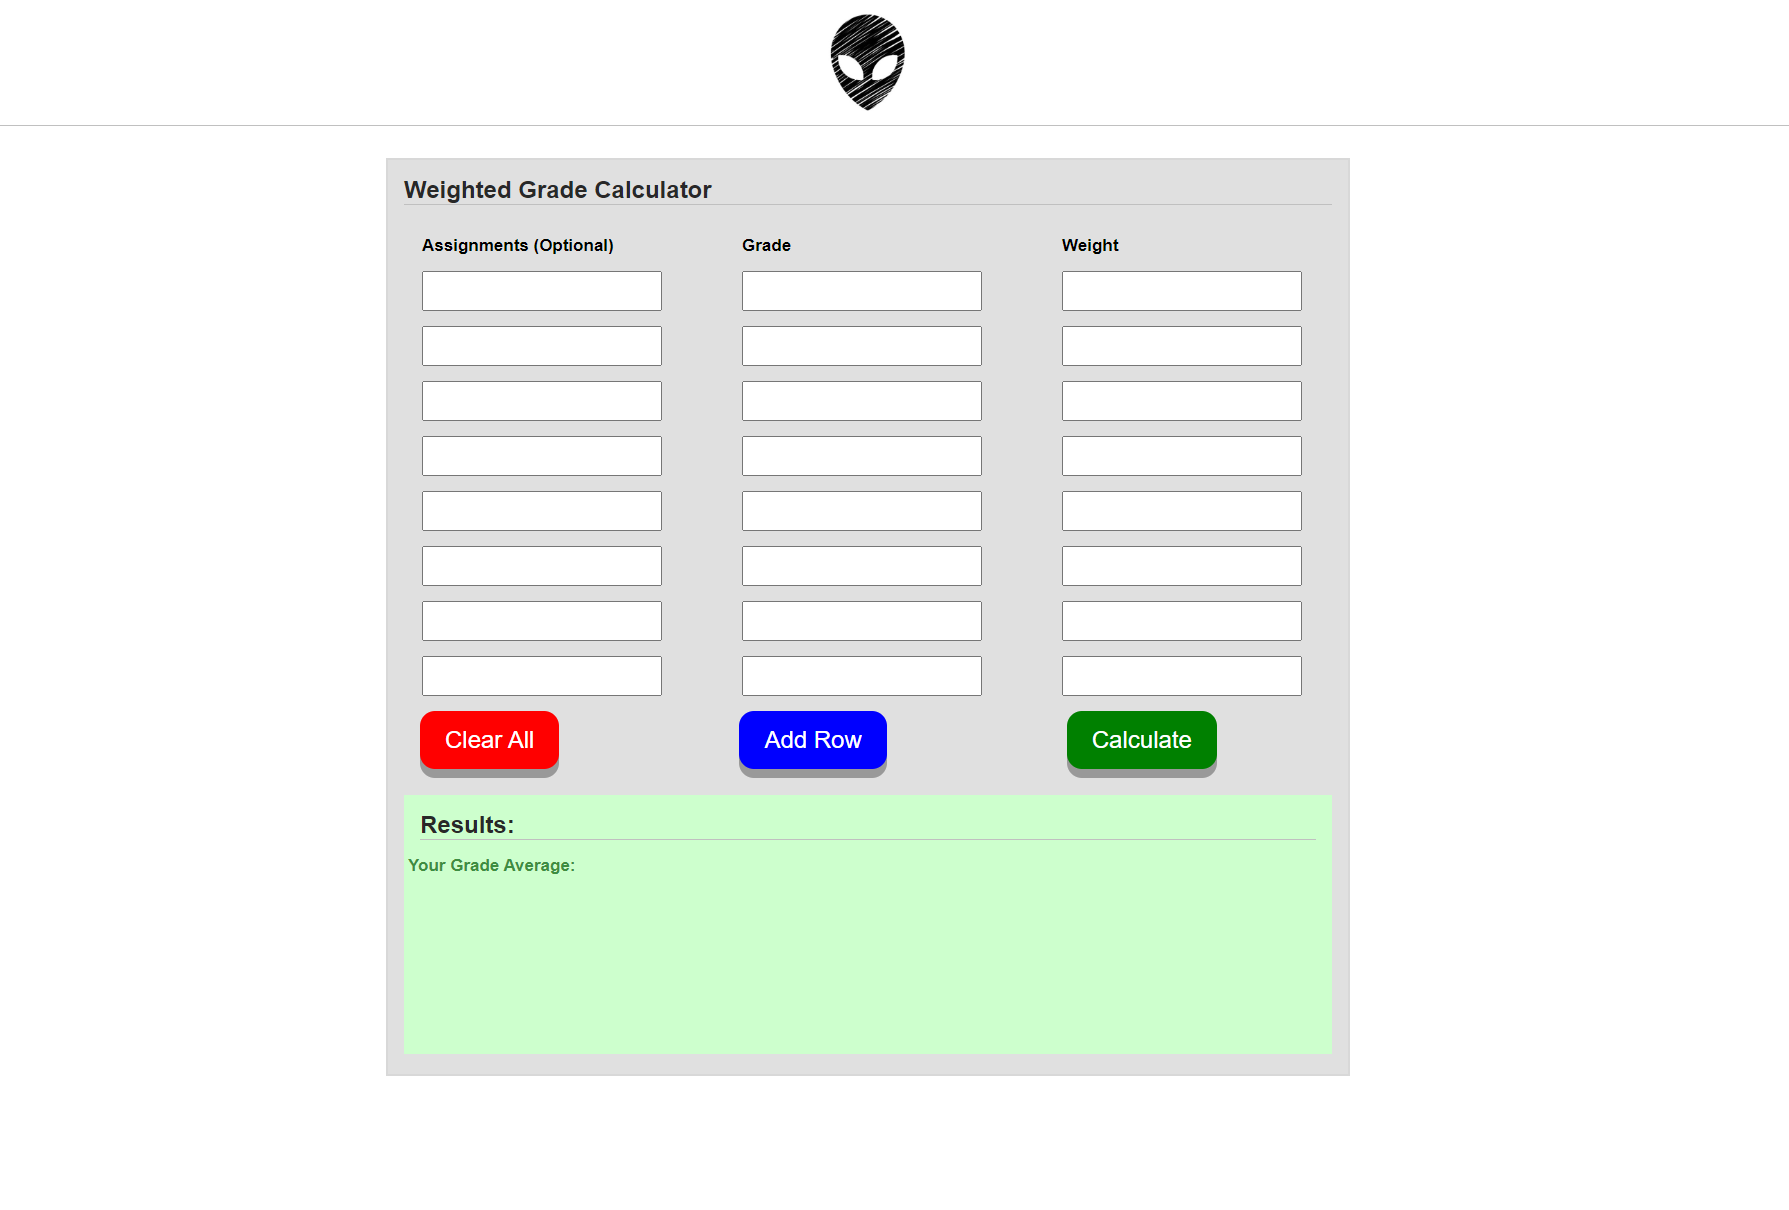 Weighted Grade Calculator
Assignments (Optional) Grade Weight
Clear All Add Row Calculate
Results:
Your Grade Average: